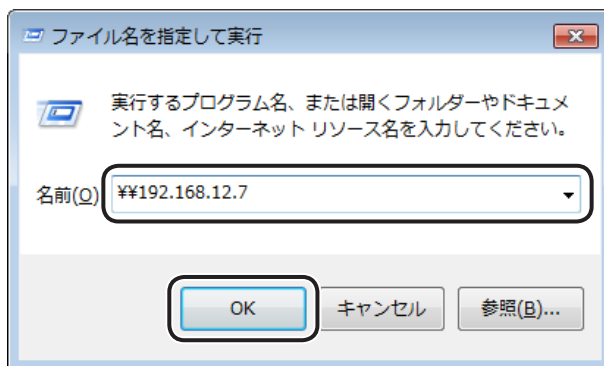 ファイル名を指定して実行
実行するプログラム名、または開くフォルダーやドキュメ
ント名、インターネット リソース名を入力してください。
名前(O) ¥¥192.168.12.7
OK キャンセル 参照(B)...